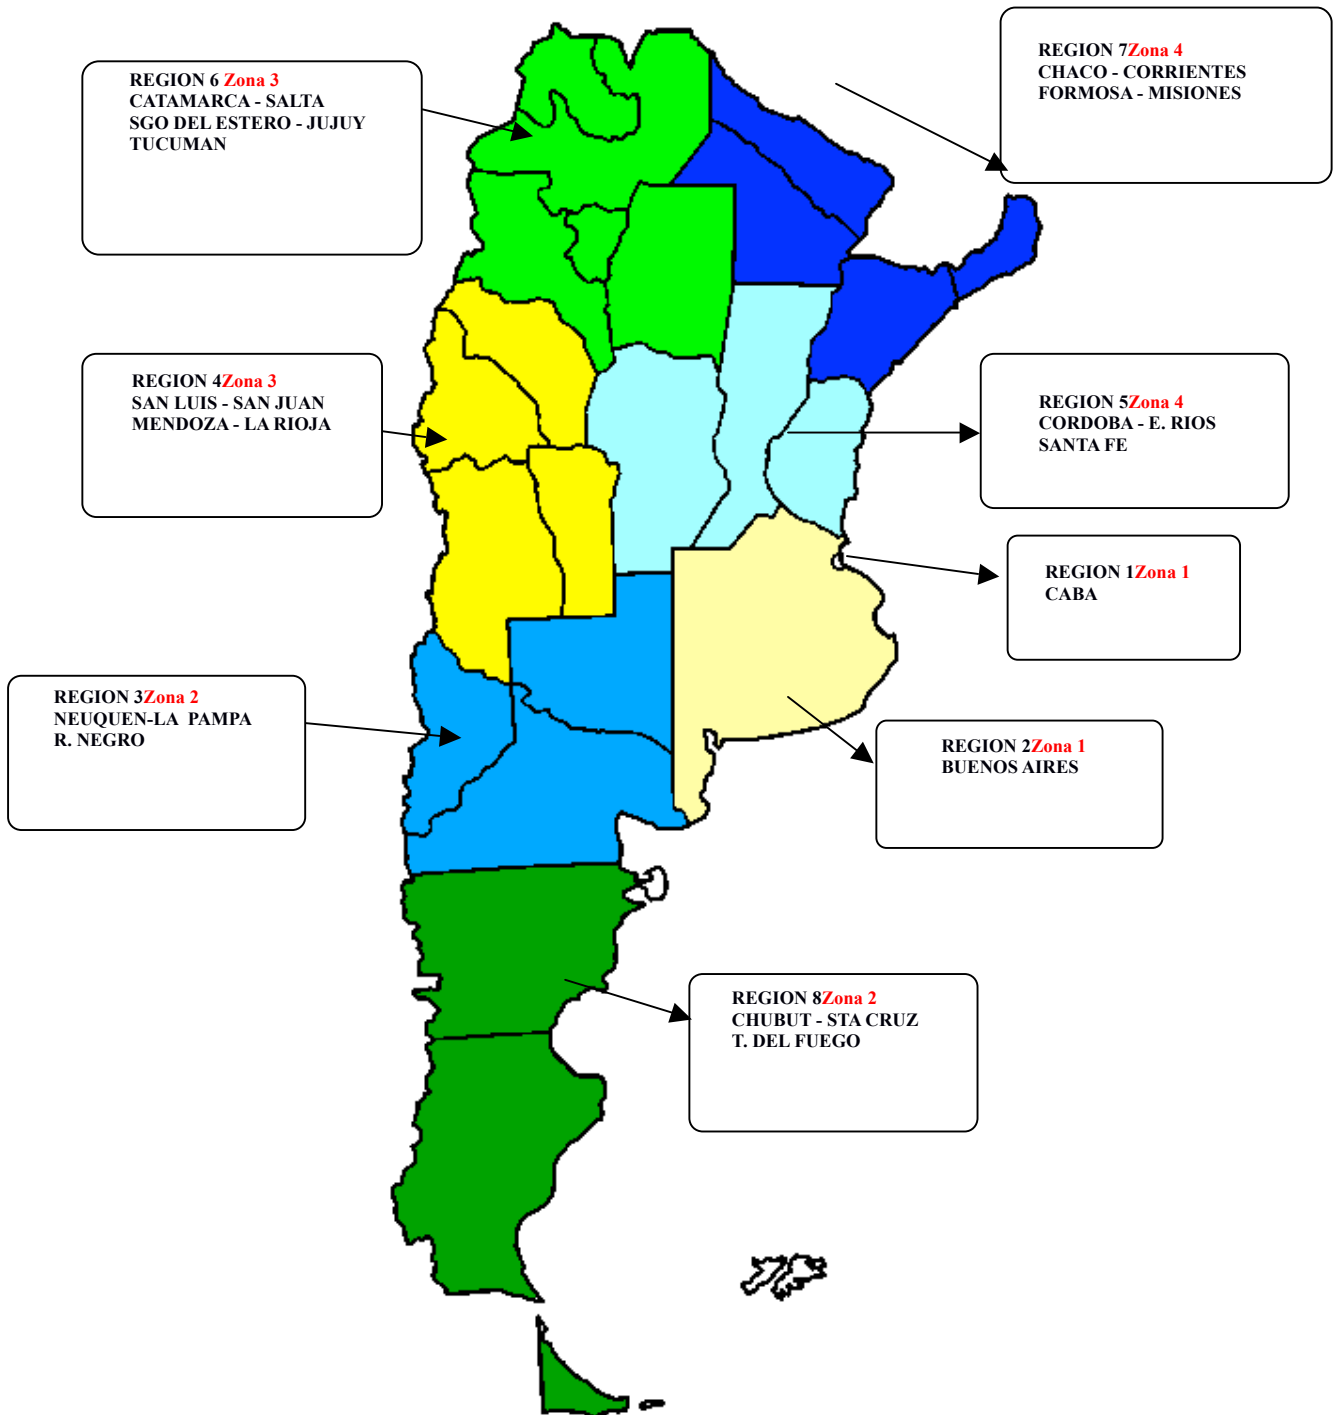 REGION 6 Zona 3
CATAMARCA - SALTA
SGO DEL ESTERO - JUJUY
TUCUMAN
REGION 7Zona 4
CHACO - CORRIENTES
FORMOSA - MISIONES
REGION 4Zona 3
SAN LUIS - SAN JUAN
MENDOZA - LA RIOJA
REGION 5Zona 4
CORDOBA - E. RIOS
SANTA FE
REGION 1Zona 1
CABA
REGION 3Zona 2
NEUQUEN-LA PAMPA
R. NEGRO
REGION 2Zona 1
BUENOS AIRES
REGION 8Zona 2
CHUBUT - STA CRUZ
T. DEL FUEGO